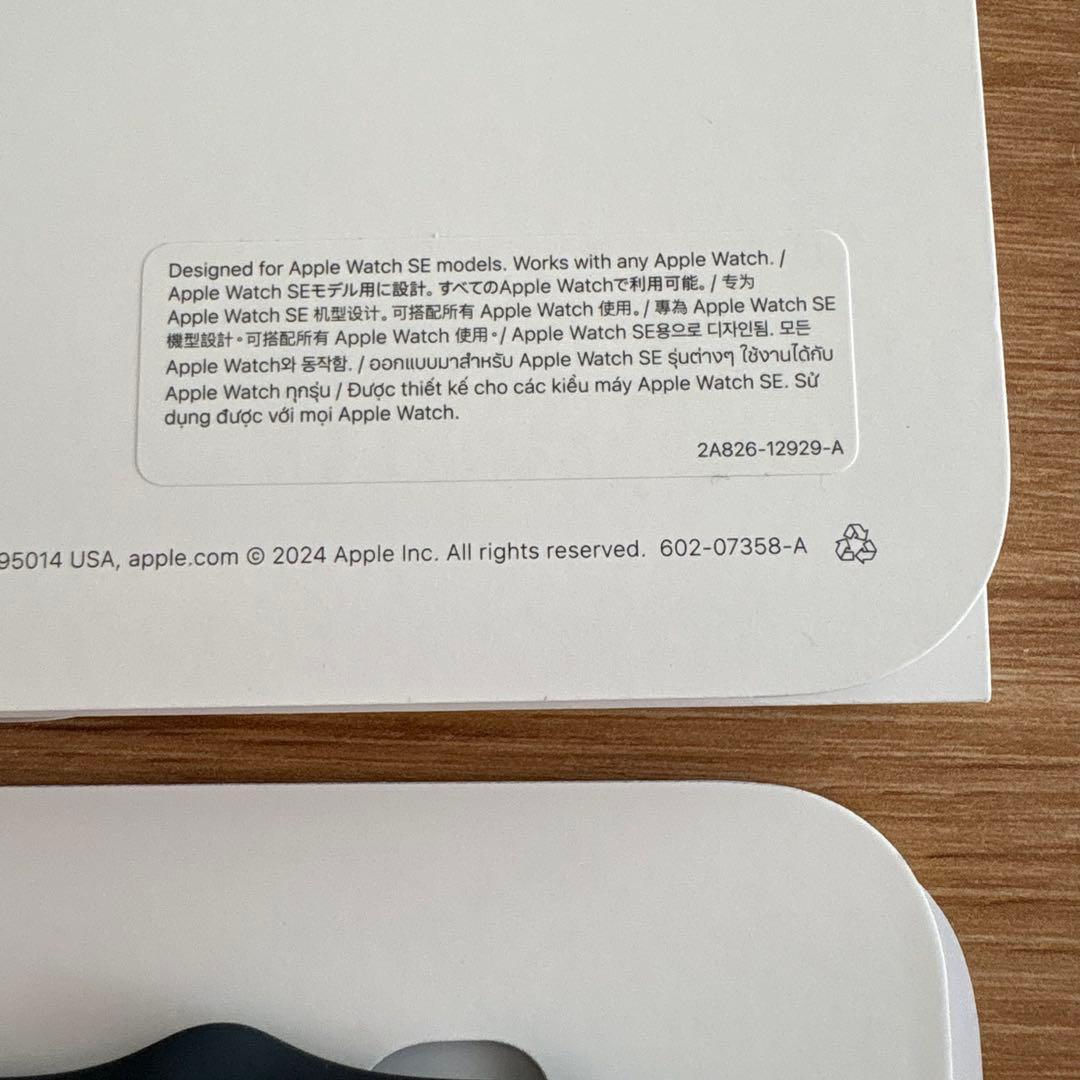 Designed for Apple Watch SE models. Works with any Apple Watch. /
Apple Watch SEモデル用に設計。すべてのApple Watchで利用可能。/ 专为
Apple Watch SE 机型设计。可搭配所有 Apple Watch 使用。/ 專為 Apple Watch SE
機型設計。可搭配所有 Apple Watch 使用。/ Apple Watch SE용으로 디자인됨. 모든
Apple Watch와 동작함. / ออกแบบมาสำหรับ Apple Watch SE รุ่นต่างๆ ใช้งานได้กับ
Apple Watch ทุกรุ่น / Được thiết kế cho các kiểu máy Apple Watch SE. Sử
dụng được với mọi Apple Watch.
2A826-12929-A
95014 USA, apple.com © 2024 Apple Inc. All rights reserved. 602-07358-A